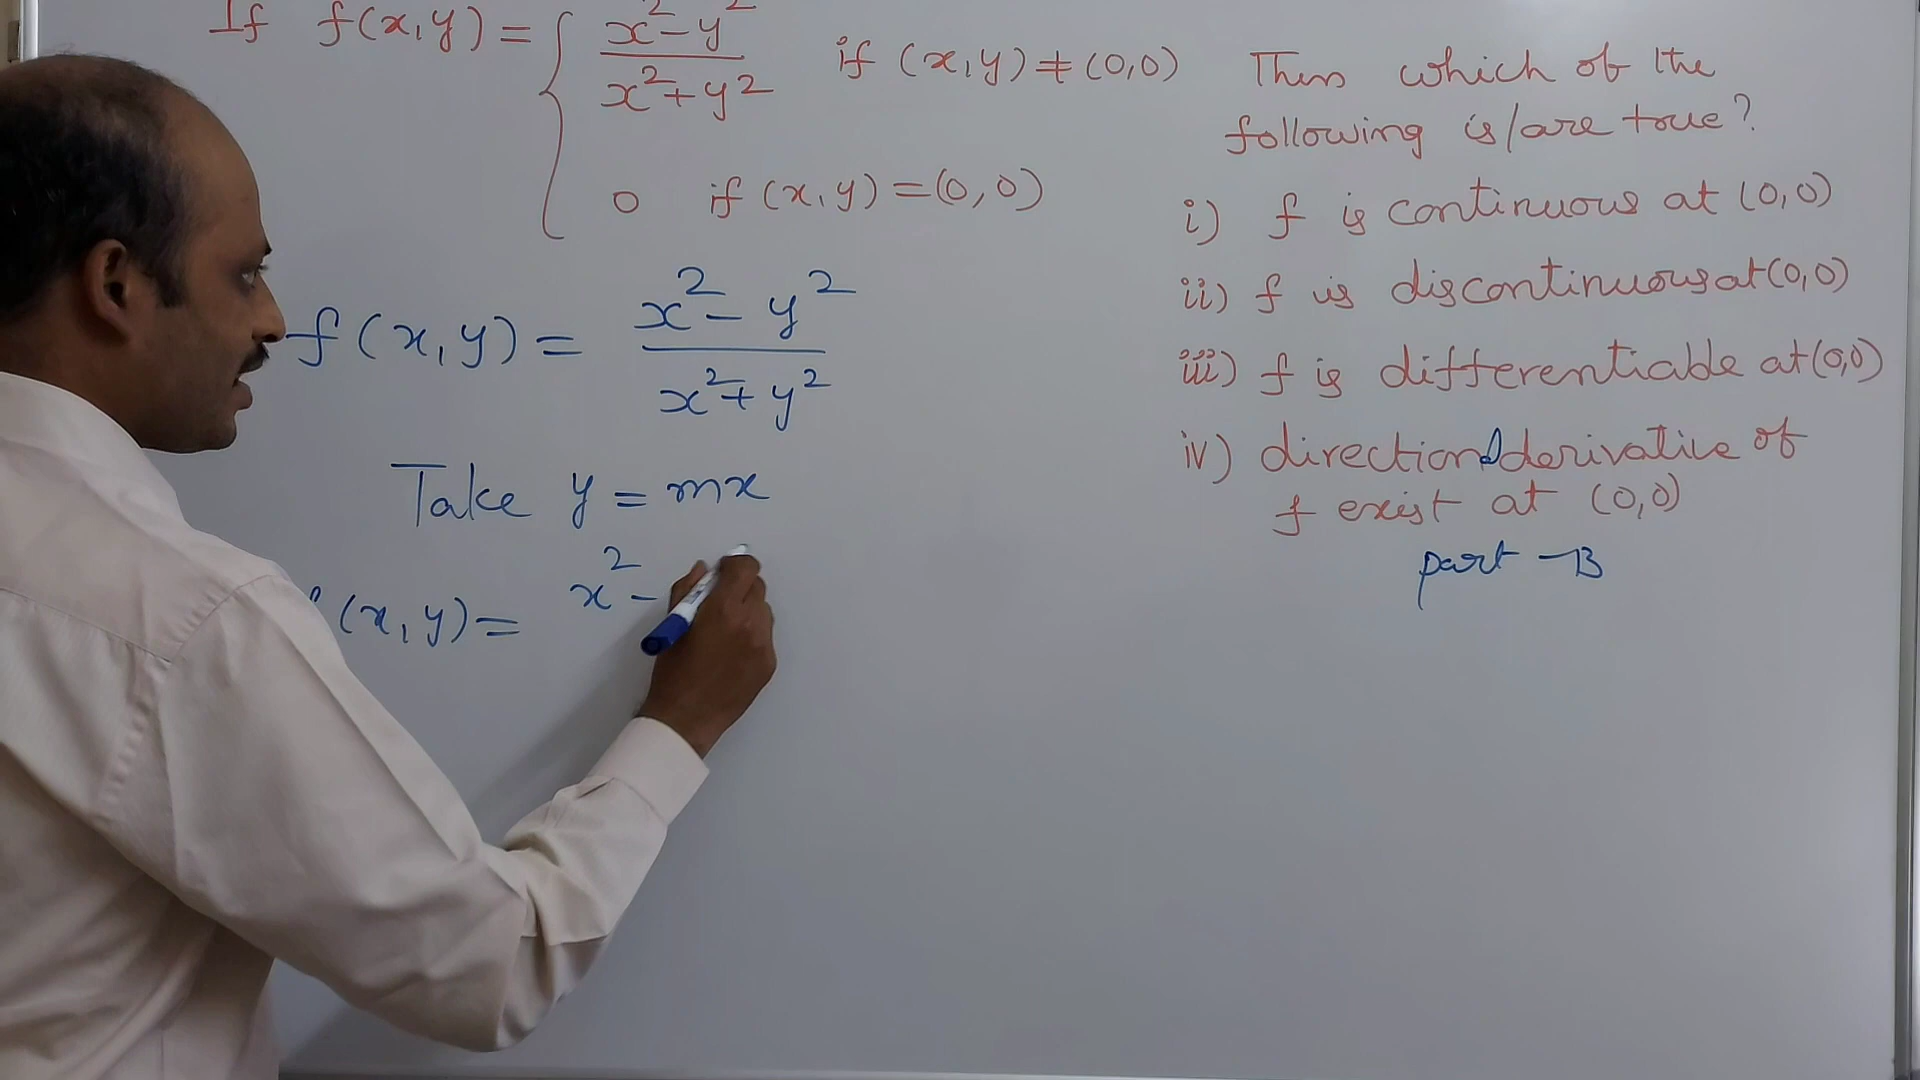 If f(x,y) = { x²-y² / x²+y² if (x,y) ≠ (0,0)
0 if (x,y) = (0,0)
f(x,y) = x² - y² / x² + y²
Take y = mx
(x,y) = x² -
Then which of the
following is/are true?
i) f is continuous at (0,0)
ii) f is discontinuous at (0,0)
iii) f is differentiable at (0,0)
iv) directional derivative of
f exist at (0,0)
part - B